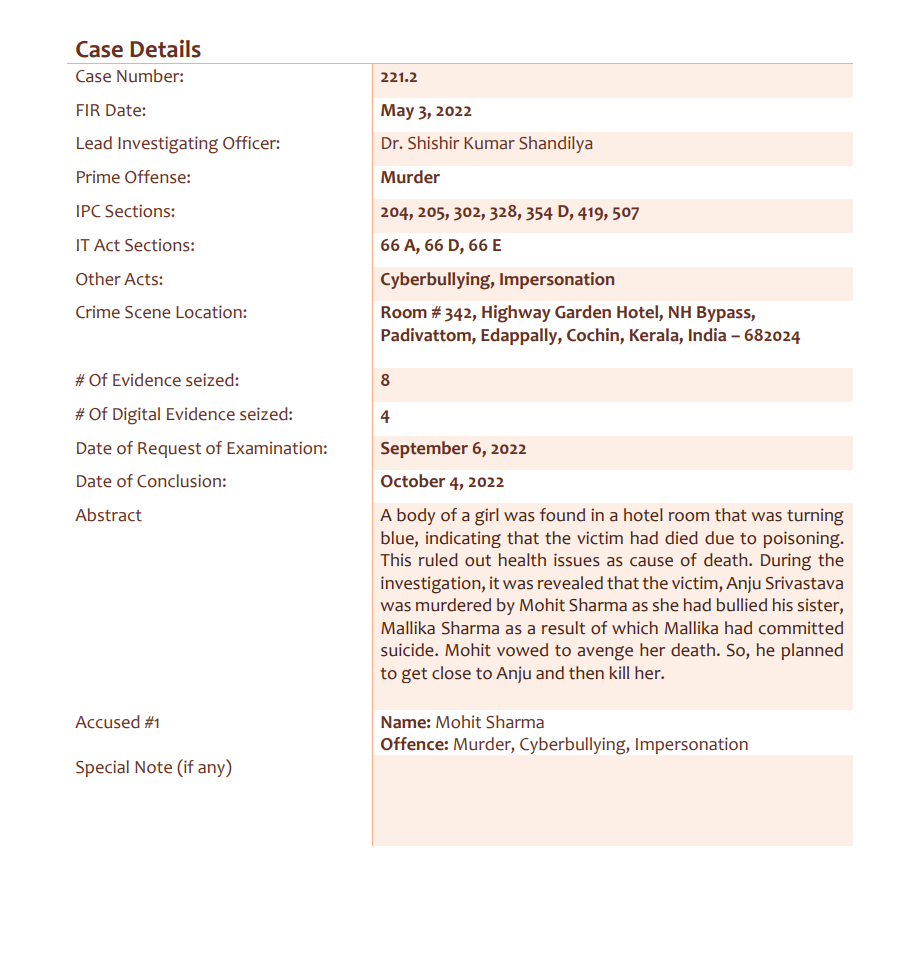 Case Details
Case Number: 221.2
FIR Date: May 3, 2022
Lead Investigating Officer: Dr. Shishir Kumar Shandilya
Prime Offense: Murder
IPC Sections: 204, 205, 302, 328, 354 D, 419, 507
IT Act Sections: 66 A, 66 D, 66 E
Other Acts: Cyberbullying, Impersonation
Crime Scene Location: Room # 342, Highway Garden Hotel, NH Bypass,
Padivattom, Edappally, Cochin, Kerala, India – 682024
# Of Evidence seized: 8
# Of Digital Evidence seized: 4
Date of Request of Examination: September 6, 2022
Date of Conclusion: October 4, 2022
Abstract A body of a girl was found in a hotel room that was turning
blue, indicating that the victim had died due to poisoning.
This ruled out health issues as cause of death. During the
investigation, it was revealed that the victim, Anju Srivastava
was murdered by Mohit Sharma as she had bullied his sister,
Mallika Sharma as a result of which Mallika had committed
suicide. Mohit vowed to avenge her death. So, he planned
to get close to Anju and then kill her.
Accused #1 Name: Mohit Sharma
Offence: Murder, Cyberbullying, Impersonation
Special Note (if any)